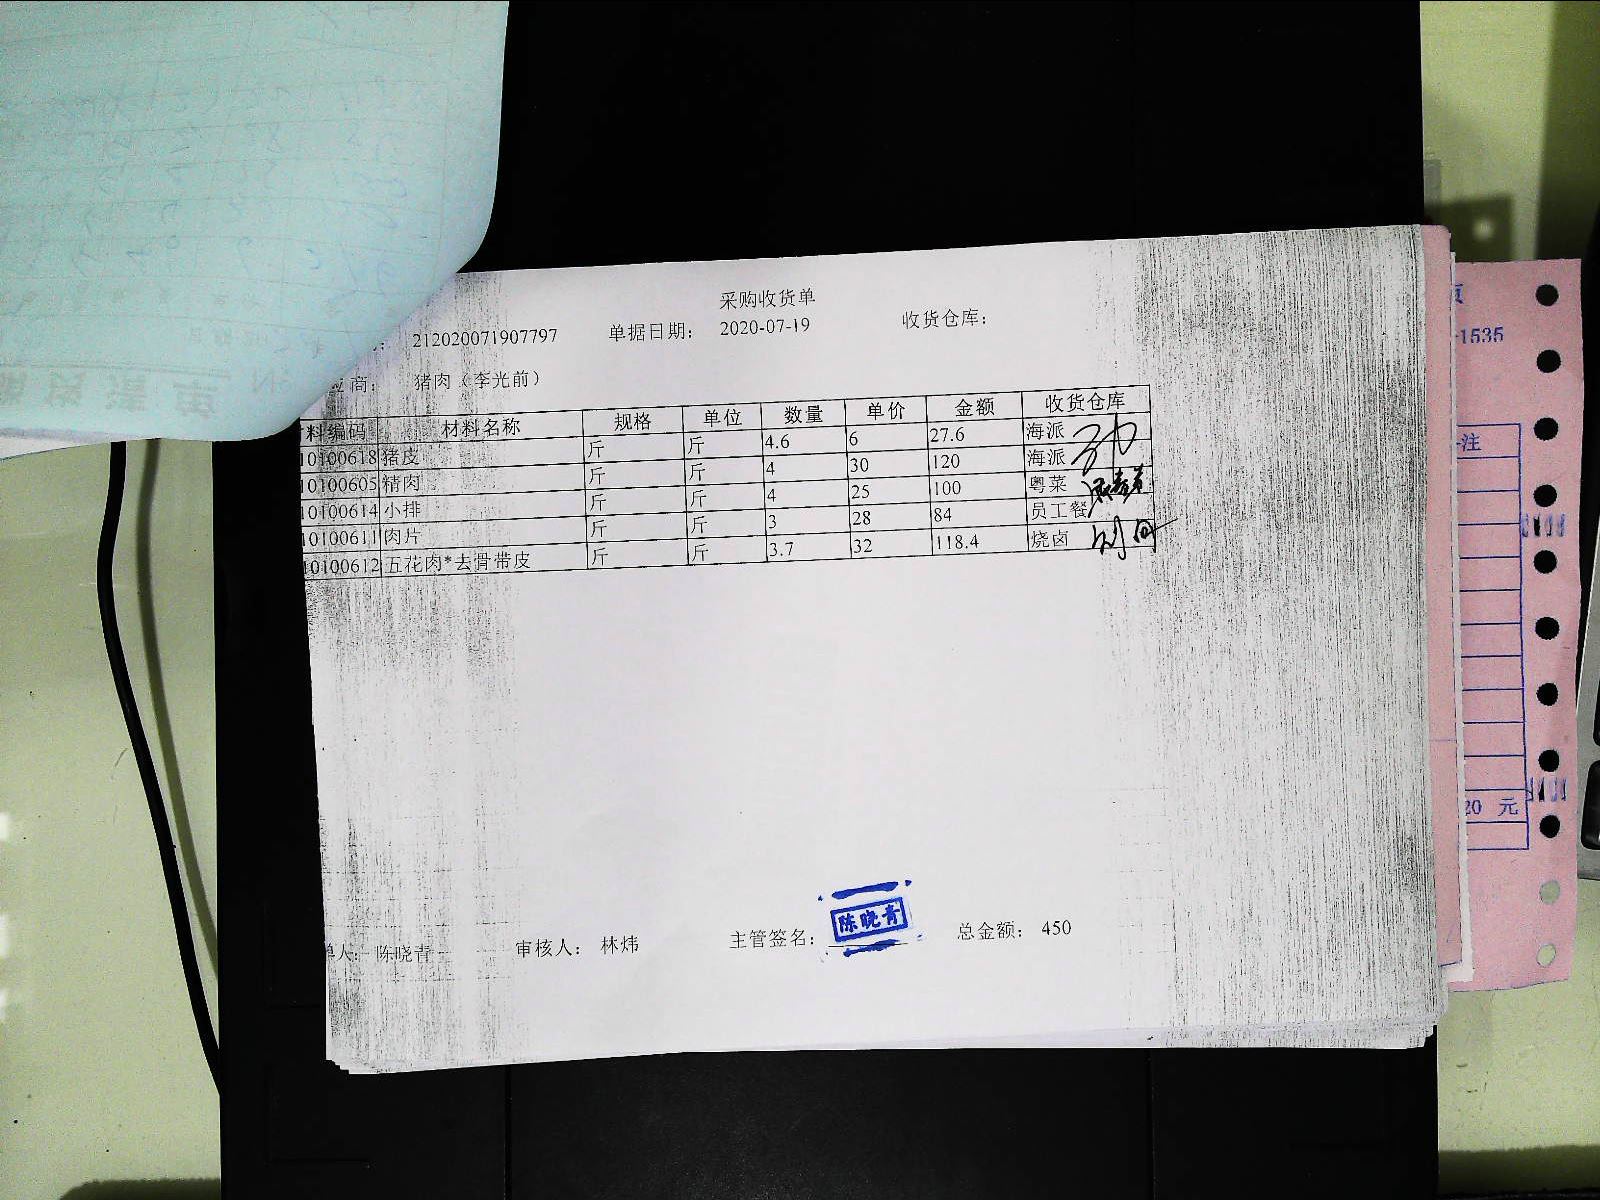 采购收货单
212020071907797 单据日期： 2020-07-19 收货仓库：
应商： 猪肉（李光前）
料编码 材料名称 规格 单位 数量 单价 金额 收货仓库
10100618 猪皮 斤 斤 4.6 6 27.6 海派
10100605 精肉 斤 斤 4 30 120 海派
10100614 小排 斤 斤 4 25 100 粤菜
10100611 肉片 斤 斤 3 28 84 员工餐
10100612 五花肉*去骨带皮 斤 斤 3.7 32 118.4 烧卤
单人： 陈晓青 审核人： 林炜 主管签名： 陈晓青 总金额： 450
1535
注
20 元